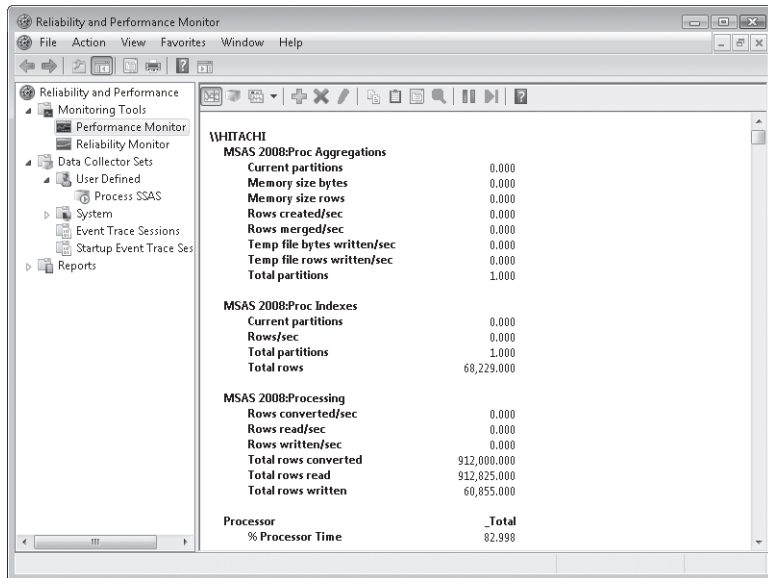 Reliability and Performance Monitor
File Action View Favorites Window Help
Reliability and Performance
Monitoring Tools
Performance Monitor
Reliability Monitor
Data Collector Sets
User Defined
Process SSAS
System
Event Trace Sessions
Startup Event Trace Ses
Reports
\\HITACHI
MSAS 2008:Proc Aggregations
Current partitions 0.000
Memory size bytes 0.000
Memory size rows 0.000
Rows created/sec 0.000
Rows merged/sec 0.000
Temp file bytes written/sec 0.000
Temp file rows written/sec 0.000
Total partitions 1.000
MSAS 2008:Proc Indexes
Current partitions 0.000
Rows/sec 0.000
Total partitions 1.000
Total rows 68,229.000
MSAS 2008:Processing
Rows converted/sec 0.000
Rows read/sec 0.000
Rows written/sec 0.000
Total rows converted 912,000.000
Total rows read 912,825.000
Total rows written 60,855.000
Processor _Total
% Processor Time 82.998